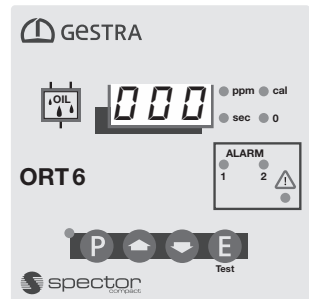 GESTRA
OIL
000
ppm cal
sec 0
ORT 6
ALARM
1 2
P E
Test
spector
compact